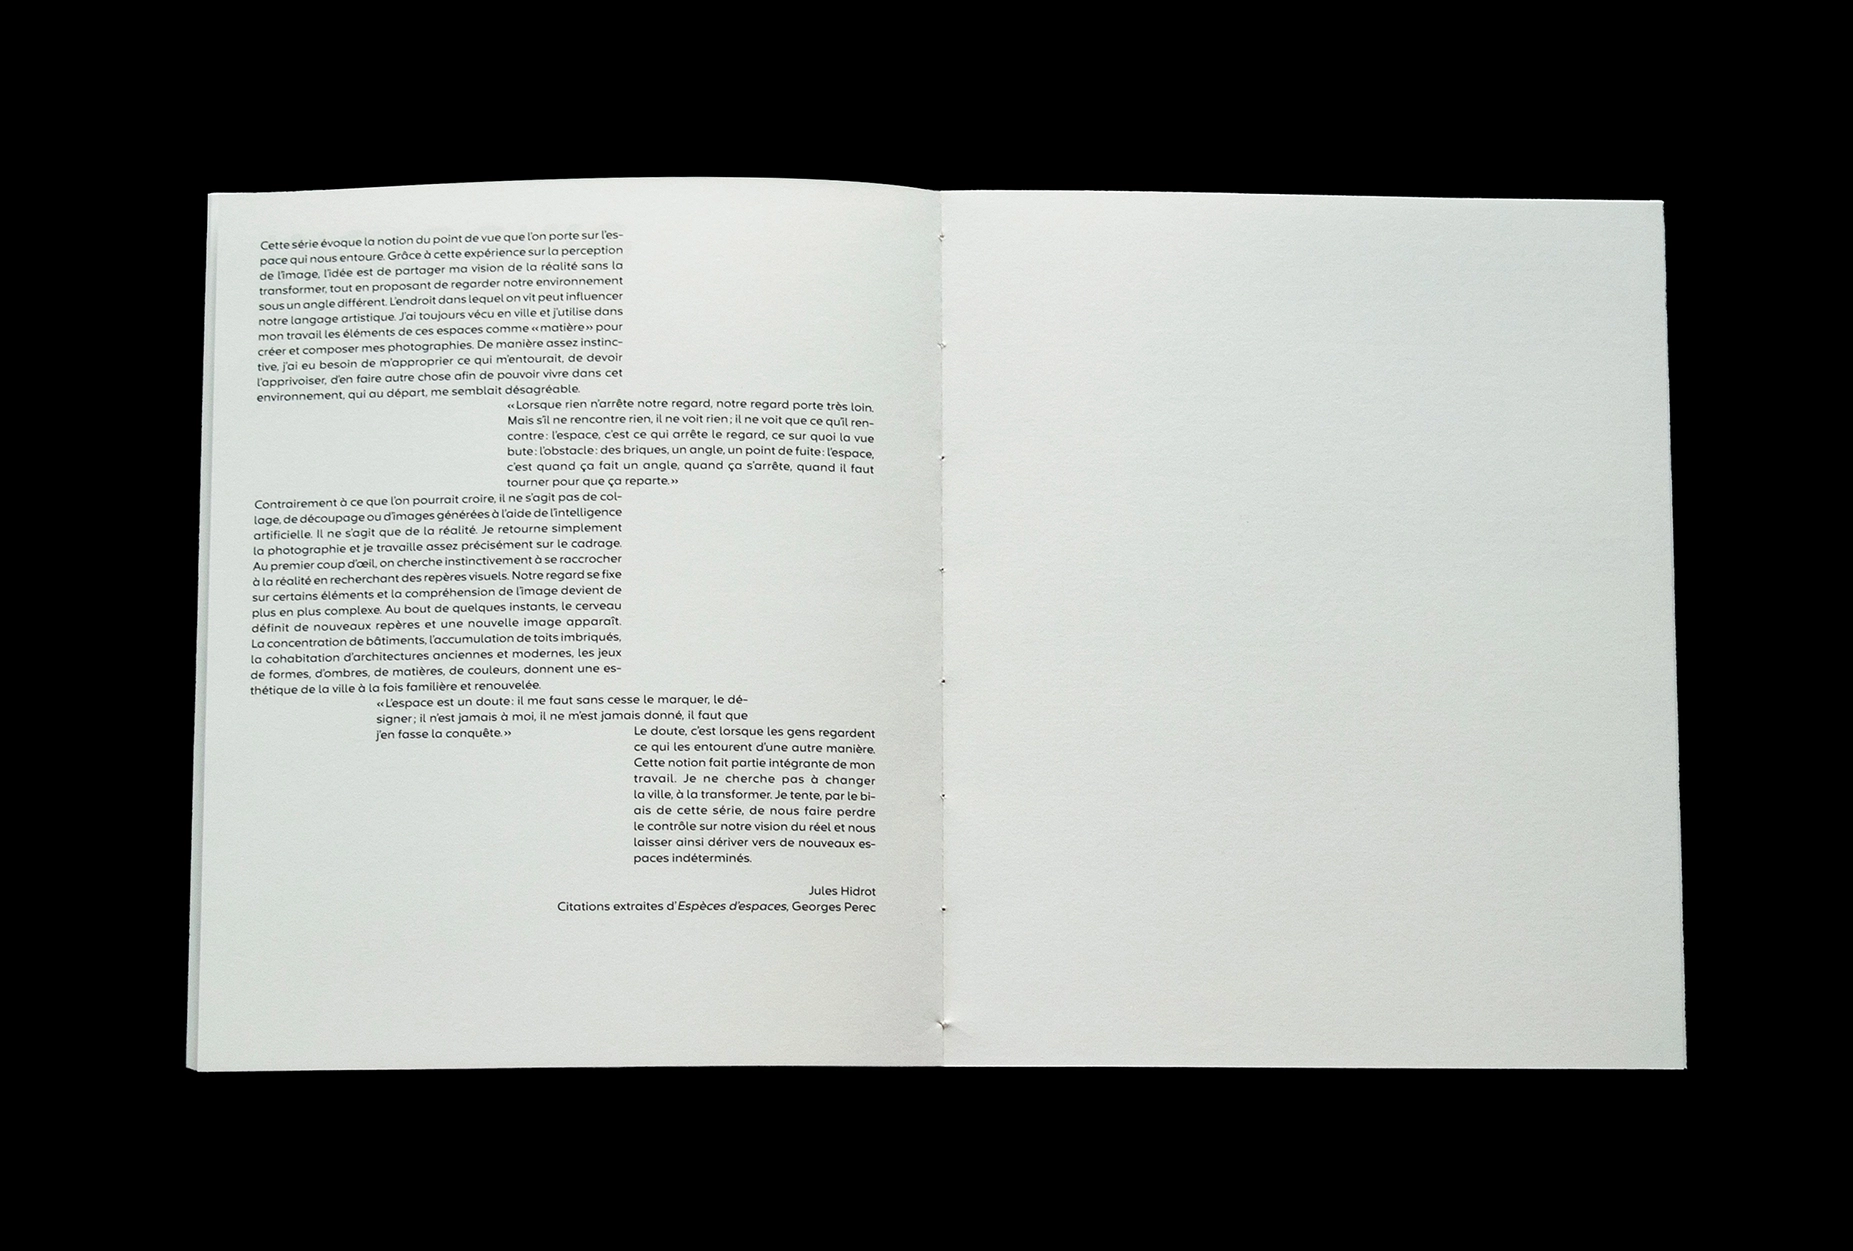 Cette série évoque la notion du point de vue que l'on porte sur l'es-
pace qui nous entoure. Grâce à cette expérience sur la perception
de l'image, l'idée est de partager ma vision de la réalité sans la
transformer, tout en proposant de regarder notre environnement
sous un angle différent. L'endroit dans lequel on vit peut influencer
notre langage artistique. J'ai toujours vécu en ville et j'utilise dans
mon travail les éléments de ces espaces comme «matière» pour
créer et composer mes photographies. De manière assez instinc-
tive, j'ai eu besoin de m'approprier ce qui m'entourait, de devoir
l'apprivoiser, d'en faire autre chose afin de pouvoir vivre dans cet
environnement, qui au départ, me semblait désagréable.
«Lorsque rien n'arrête notre regard, notre regard porte très loin.
Mais s'il ne rencontre rien, il ne voit rien; il ne voit que ce qu'il ren-
contre: l'espace, c'est ce qui arrête le regard, ce sur quoi la vue
bute: l'obstacle: des briques, un angle, un point de fuite: l'espace,
c'est quand ça fait un angle, quand ça s'arrête, quand il faut
tourner pour que ça reparte.»
Contrairement à ce que l'on pourrait croire, il ne s'agit pas de col-
lage, de découpage ou d'images générées à l'aide de l'intelligence
artificielle. Il ne s'agit que de la réalité. Je retourne simplement
la photographie et je travaille assez précisément sur le cadrage.
Au premier coup d'œil, on cherche instinctivement à se raccrocher
à la réalité en recherchant des repères visuels. Notre regard se fixe
sur certains éléments et la compréhension de l'image devient de
plus en plus complexe. Au bout de quelques instants, le cerveau
définit de nouveaux repères et une nouvelle image apparaît.
La concentration de bâtiments, l'accumulation de toits imbriqués,
la cohabitation d'architectures anciennes et modernes, les jeux
de formes, d'ombres, de matières, de couleurs, donnent une es-
thétique de la ville à la fois familière et renouvelée.
«L'espace est un doute: il me faut sans cesse le marquer, le dé-
signer; il n'est jamais à moi, il ne m'est jamais donné, il faut que
j'en fasse la conquête.»
Le doute, c'est lorsque les gens regardent
ce qui les entourent d'une autre manière.
Cette notion fait partie intégrante de mon
travail. Je ne cherche pas à changer
la ville, à la transformer. Je tente, par le bi-
ais de cette série, de nous faire perdre
le contrôle sur notre vision du réel et nous
laisser ainsi dériver vers de nouveaux es-
paces indéterminés.
Jules Hidrot
Citations extraites d'Espèces d'espaces, Georges Perec